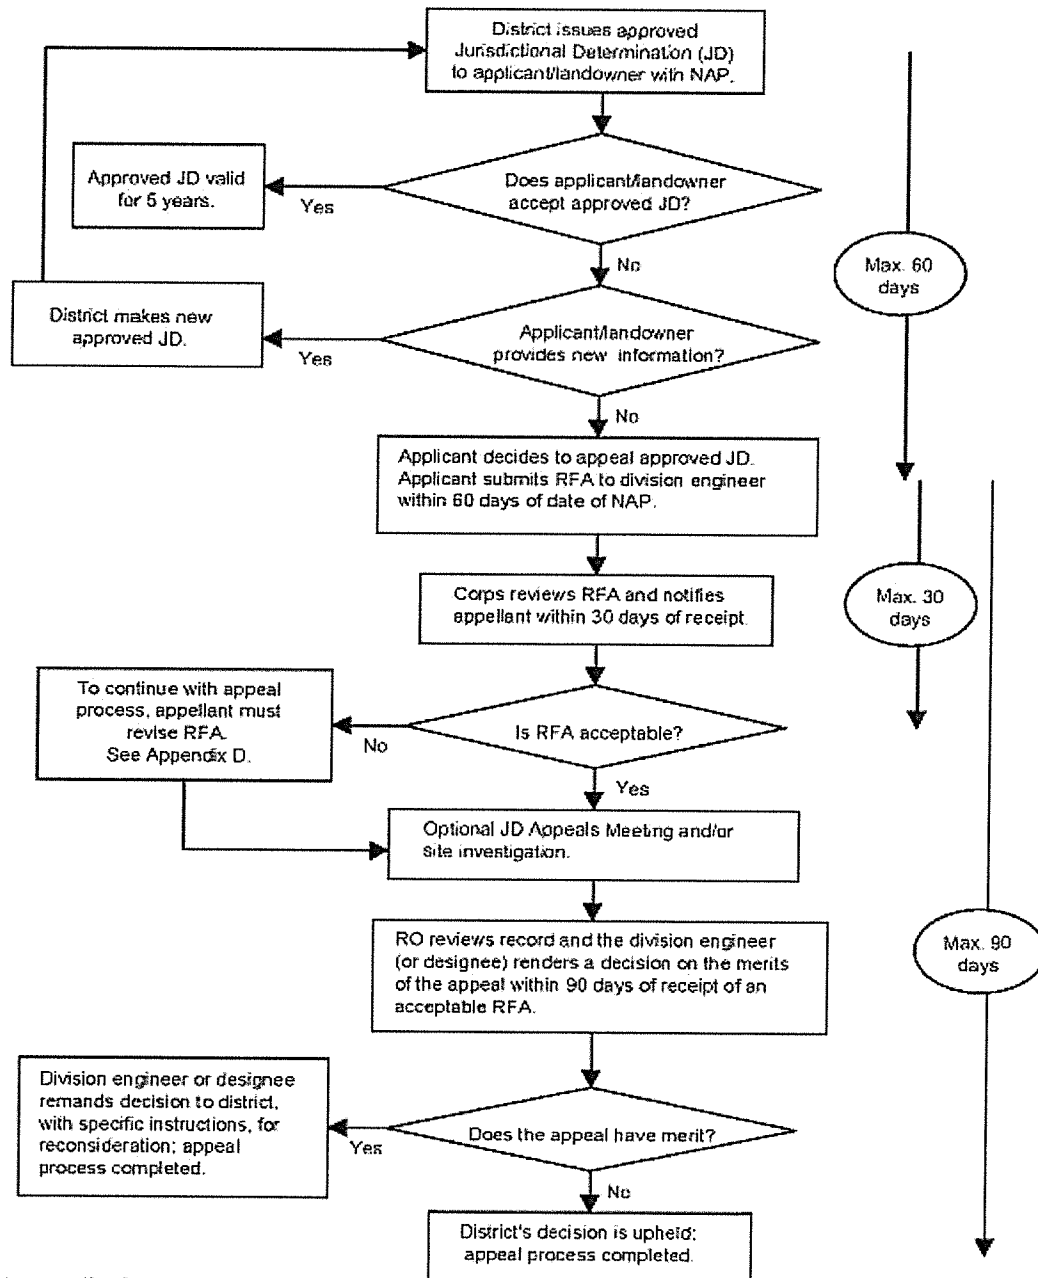 District issues approved
Jurisdictional Determination (JD)
to applicant/landowner with NAP.
Does applicant/landowner
accept approved JD?
Yes
Approved JD valid
for 5 years.
No
Max. 60
days
Applicant/landowner
provides new information?
Yes
District makes new
approved JD.
No
Applicant decides to appeal approved JD.
Applicant submits RFA to division engineer
within 60 days of date of NAP.
Corps reviews RFA and notifies
appellant within 30 days of receipt.
Max. 30
days
Is RFA acceptable?
No
To continue with appeal
process, appellant must
revise RFA.
See Appendix D.
Yes
Optional JD Appeals Meeting and/or
site investigation.
RO reviews record and the division engineer
(or designee) renders a decision on the merits
of the appeal within 90 days of receipt of an
acceptable RFA.
Max. 90
days
Does the appeal have merit?
Yes
Division engineer or designee
remands decision to district,
with specific instructions, for
reconsideration; appeal
process completed.
No
District's decision is upheld;
appeal process completed.